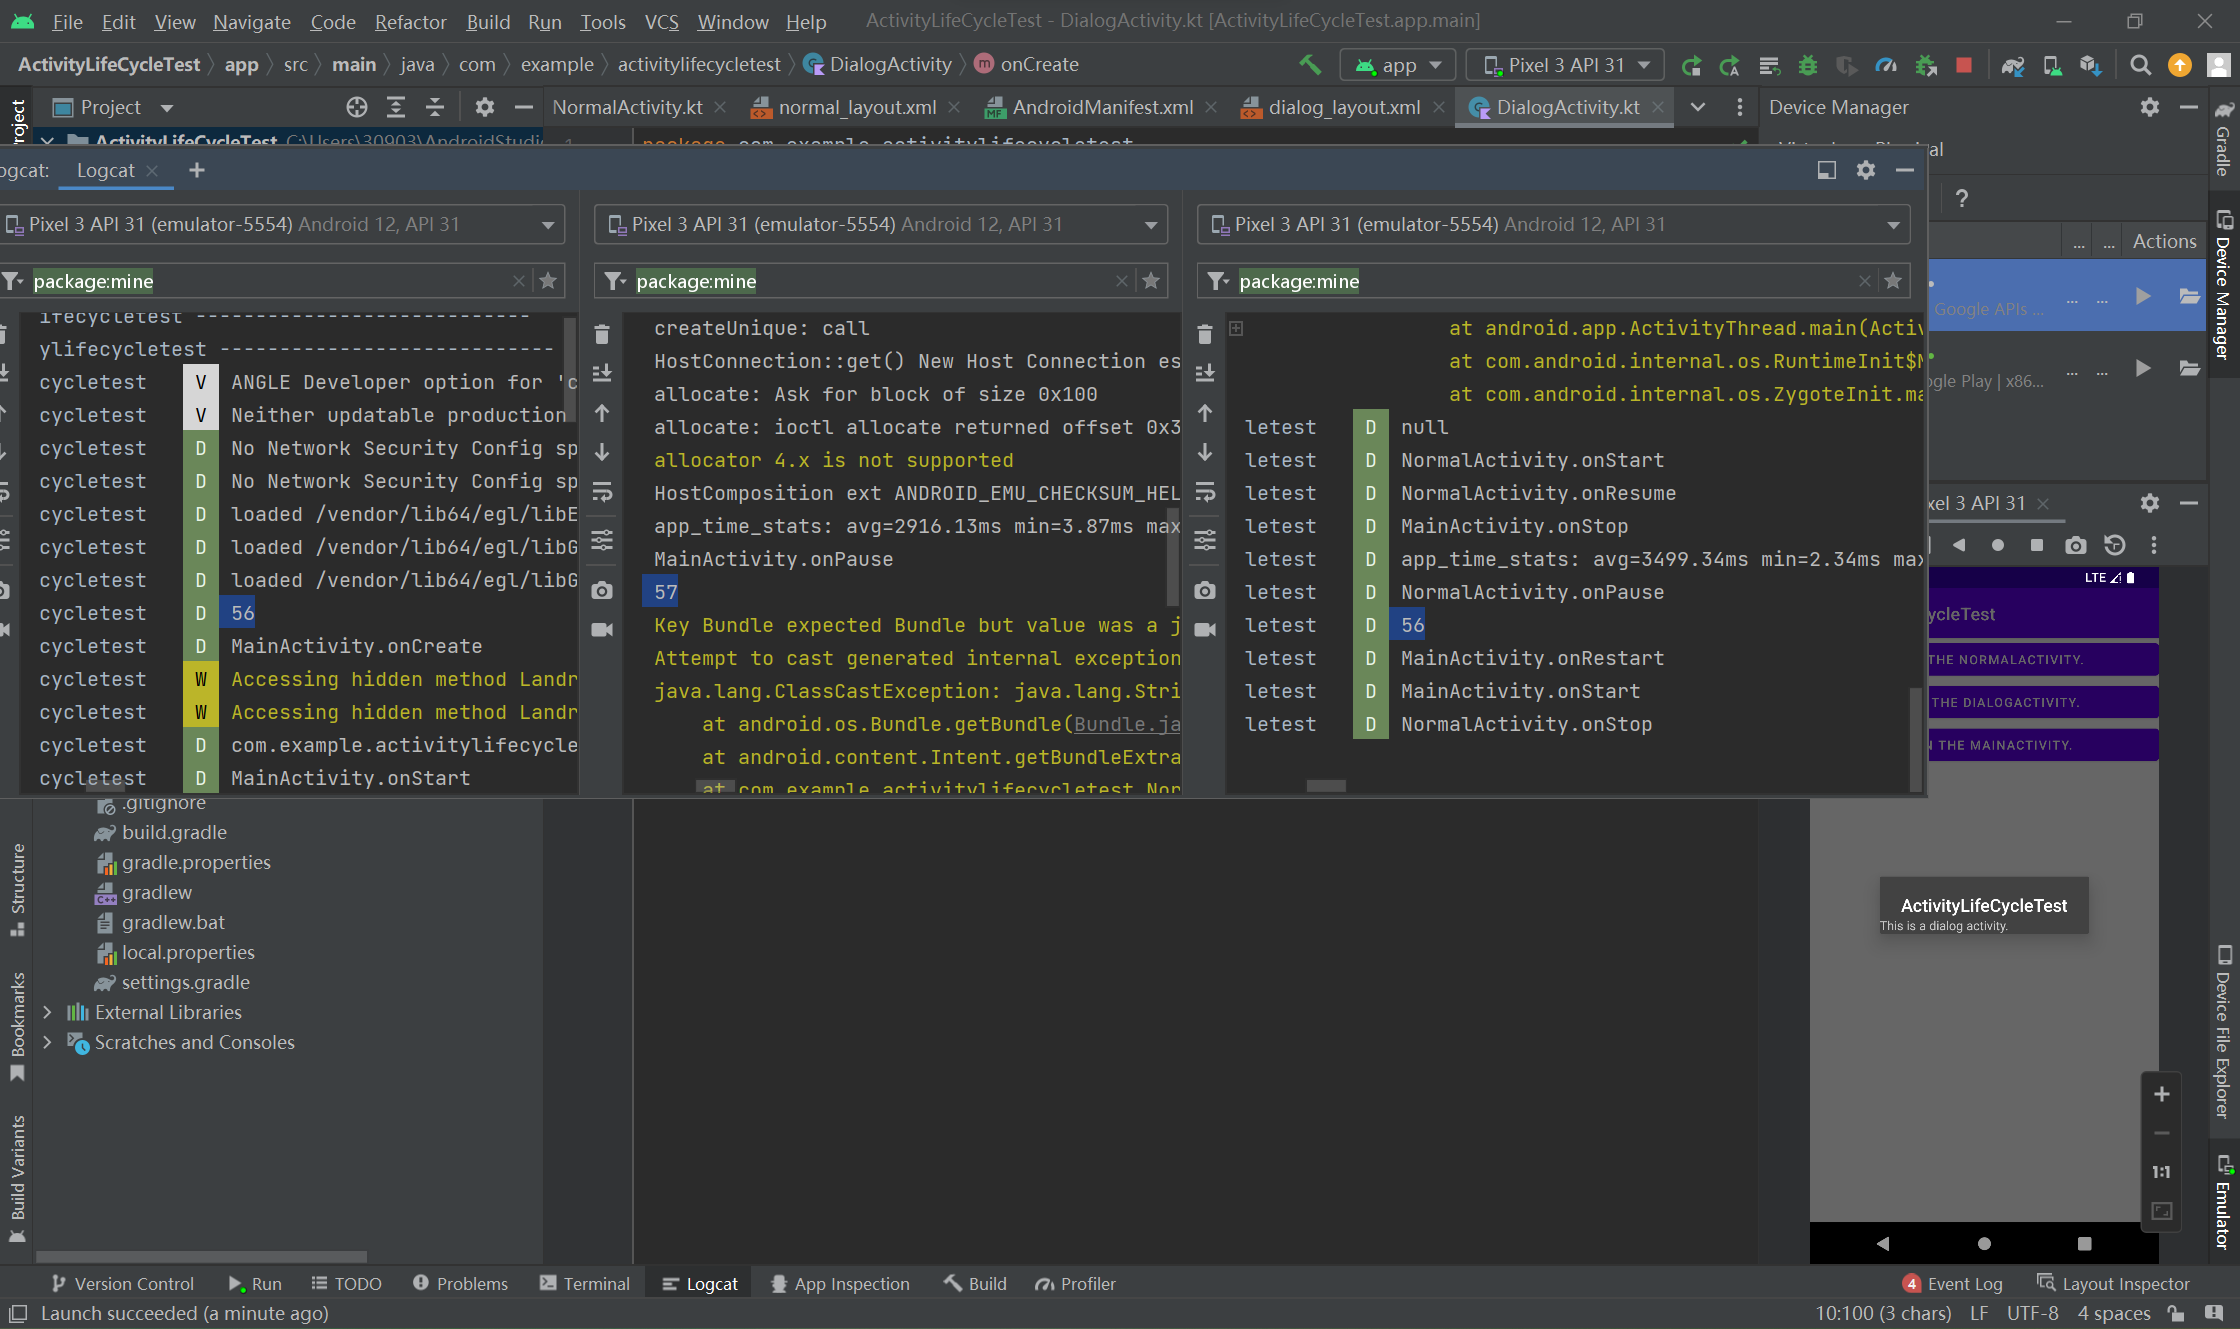 File Edit View Navigate Code Refactor Build Run Tools VCS Window Help ActivityLifeCycleTest - DialogActivity.kt [ActivityLifeCycleTest.app.main]
ActivityLifeCycleTest app src main java com example activitylifecycletest DialogActivity m onCreate app Pixel 3 API 31
Project NormalActivity.kt normal_layout.xml AndroidManifest.xml dialog_layout.xml DialogActivity.kt Device Manager
ActivityLifeCycleTest C:\Users\30903\AndroidStudi 1 package com.example.activitylifecycletest
ogcat: Logcat
Pixel 3 API 31 (emulator-5554) Android 12, API 31
package:mine
ifecycletest ----------------------------
ylifecycletest ----------------------------
cycletest V ANGLE Developer option for 'c
cycletest V Neither updatable production
cycletest D No Network Security Config sp
cycletest D No Network Security Config sp
cycletest D loaded /vendor/lib64/egl/libE
cycletest D loaded /vendor/lib64/egl/libG
cycletest D loaded /vendor/lib64/egl/libG
cycletest D 56
cycletest D MainActivity.onCreate
cycletest W Accessing hidden method Landr
cycletest W Accessing hidden method Landr
cycletest D com.example.activitylifecycle
cycletest D MainActivity.onStart
Pixel 3 API 31 (emulator-5554) Android 12, API 31
package:mine
createUnique: call
HostConnection::get() New Host Connection es
allocate: Ask for block of size 0x100
allocate: ioctl allocate returned offset 0x3
allocator 4.x is not supported
HostComposition ext ANDROID_EMU_CHECKSUM_HEL
app_time_stats: avg=2916.13ms min=3.87ms max
MainActivity.onPause
57
Key Bundle expected Bundle but value was a j
Attempt to cast generated internal exception
java.lang.ClassCastException: java.lang.Stri
at android.os.Bundle.getBundle(Bundle.ja
at android.content.Intent.getBundleExtra
at com.example.activitylifecycletest.Nor
Pixel 3 API 31 (emulator-5554) Android 12, API 31
package:mine
at android.app.ActivityThread.main(Activ
at com.android.internal.os.RuntimeInit$M
at com.android.internal.os.ZygoteInit.ma
letest D null
letest D NormalActivity.onStart
letest D NormalActivity.onResume
letest D MainActivity.onStop
letest D app_time_stats: avg=3499.34ms min=2.34ms max
letest D NormalActivity.onPause
letest D 56
letest D MainActivity.onRestart
letest D MainActivity.onStart
letest D NormalActivity.onStop
?
... ... Actions
Google APIs ... ... ...
gle Play | x86... ... ...
xel 3 API 31
LTE
ycleTest
THE NORMALACTIVITY.
THE DIALOGACTIVITY.
THE MAINACTIVITY.
ActivityLifeCycleTest
This is a dialog activity.
1:1
.gitignore
build.gradle
gradle.properties
gradlew
gradlew.bat
local.properties
settings.gradle
External Libraries
Scratches and Consoles
roject
Structure
Bookmarks
Build Variants
Gradle
Device Manager
Device File Explorer
Emulator
Version Control Run TODO Problems Terminal Logcat App Inspection Build Profiler 4 Event Log Layout Inspector
Launch succeeded (a minute ago) 10:100 (3 chars) LF UTF-8 4 spaces